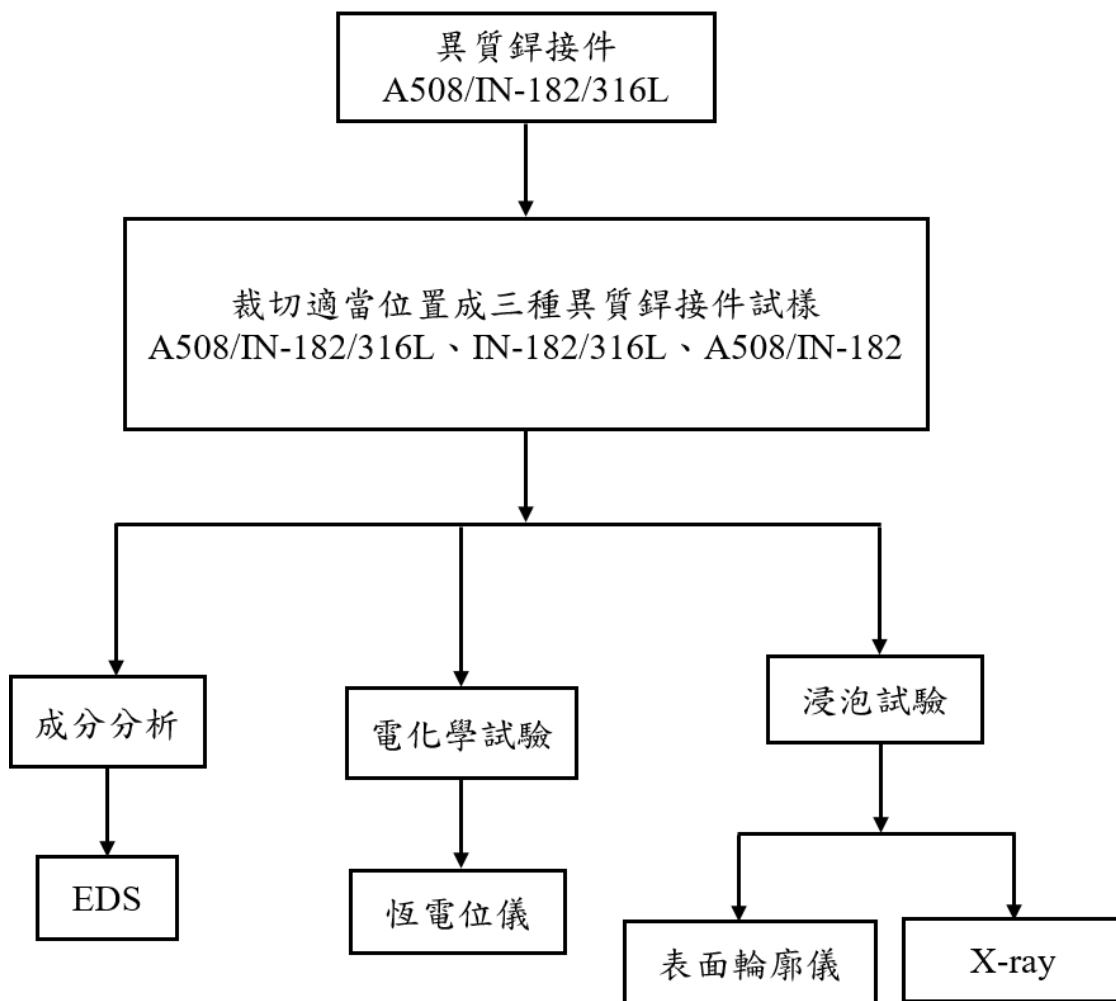 異質銲接件
A508/IN-182/316L
裁切適當位置成三種異質銲接件試樣
A508/IN-182/316L、IN-182/316L、A508/IN-182
成分分析
電化學試驗
浸泡試驗
EDS
恆電位儀
表面輪廓儀
X-ray